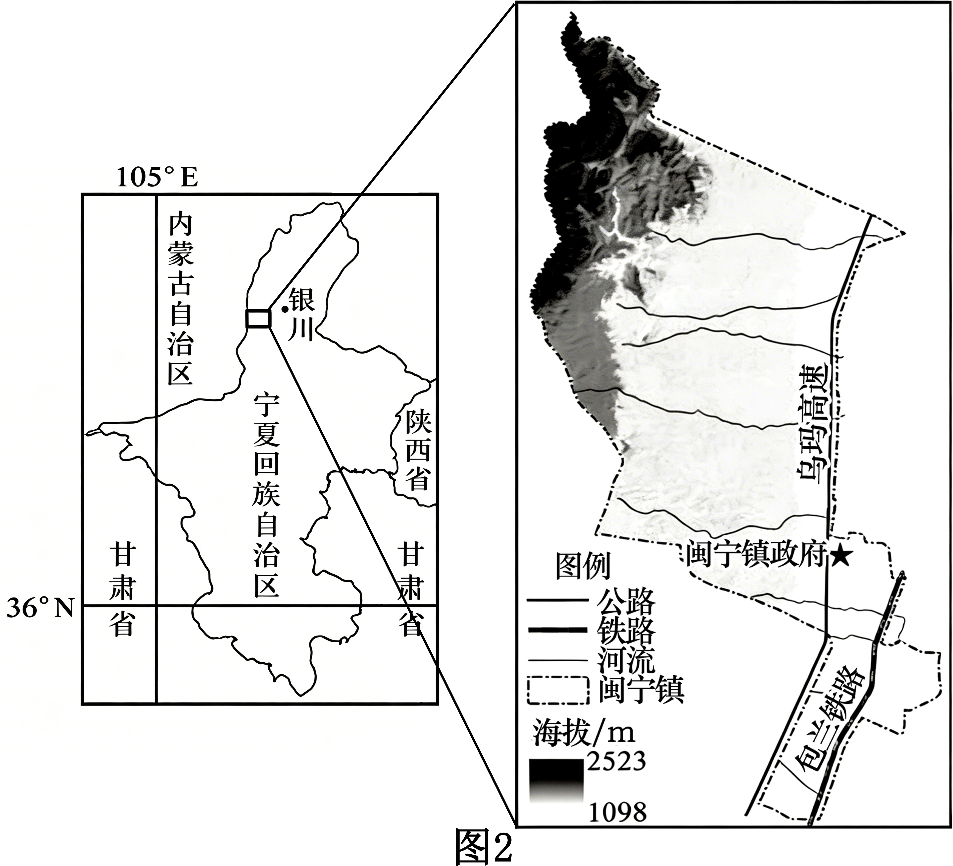 105°E
内蒙古自治区
银川
宁夏回族自治区
陕西省
甘肃省
甘肃省
36°N
乌玛高速
闽宁镇政府
包兰铁路
图例
公路
铁路
河流
闽宁镇
海拔/m
2523
1098
图2